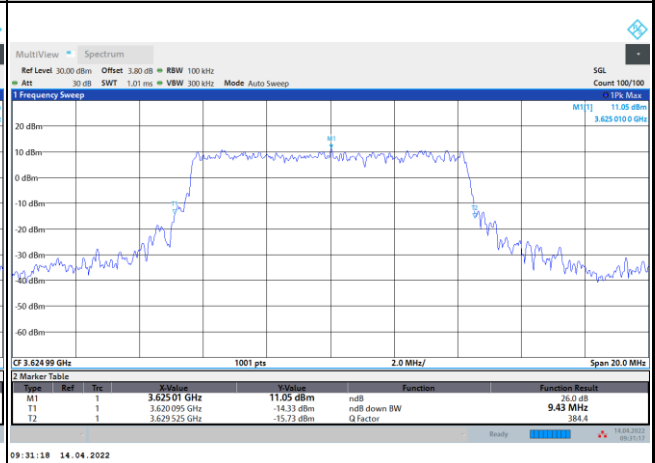 MultiView Spectrum
Ref Level 30.00 dBm Offset 3.80 dB RBW 100 kHz SGL
Att 30 dB SWT 1.01 ms VBW 300 kHz Mode Auto Sweep Count 100/100
1 Frequency Sweep 1Pk Max
M1[1] 11.05 dBm
3.625 010 0 GHz
20 dBm
M1
10 dBm
0 dBm
-10 dBm
T1 T2
-20 dBm
-30 dBm
-40 dBm
-50 dBm
-60 dBm
CF 3.624 99 GHz 1001 pts 2.0 MHz/ Span 20.0 MHz
2 Marker Table
Type Ref Trc X-Value Y-Value Function Function Result
M1 1 3.625 01 GHz 11.05 dBm ndB 26.0 dB
T1 1 3.620 095 GHz -14.33 dBm ndB down BW 9.43 MHz
T2 1 3.629 525 GHz -15.73 dBm Q Factor 384.4
Ready 14.04.2022
09:31:17
09:31:18 14.04.2022